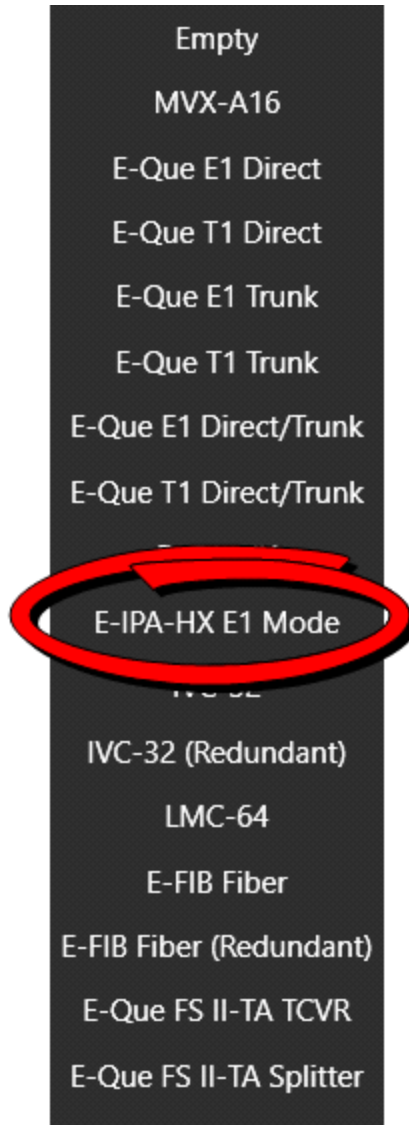 Empty
MVX-A16
E-Que E1 Direct
E-Que T1 Direct
E-Que E1 Trunk
E-Que T1 Trunk
E-Que E1 Direct/Trunk
E-Que T1 Direct/Trunk
E-IPA-HX E1 Mode
IVC-32
IVC-32 (Redundant)
LMC-64
E-FIB Fiber
E-FIB Fiber (Redundant)
E-Que FS II-TA TCVR
E-Que FS II-TA Splitter